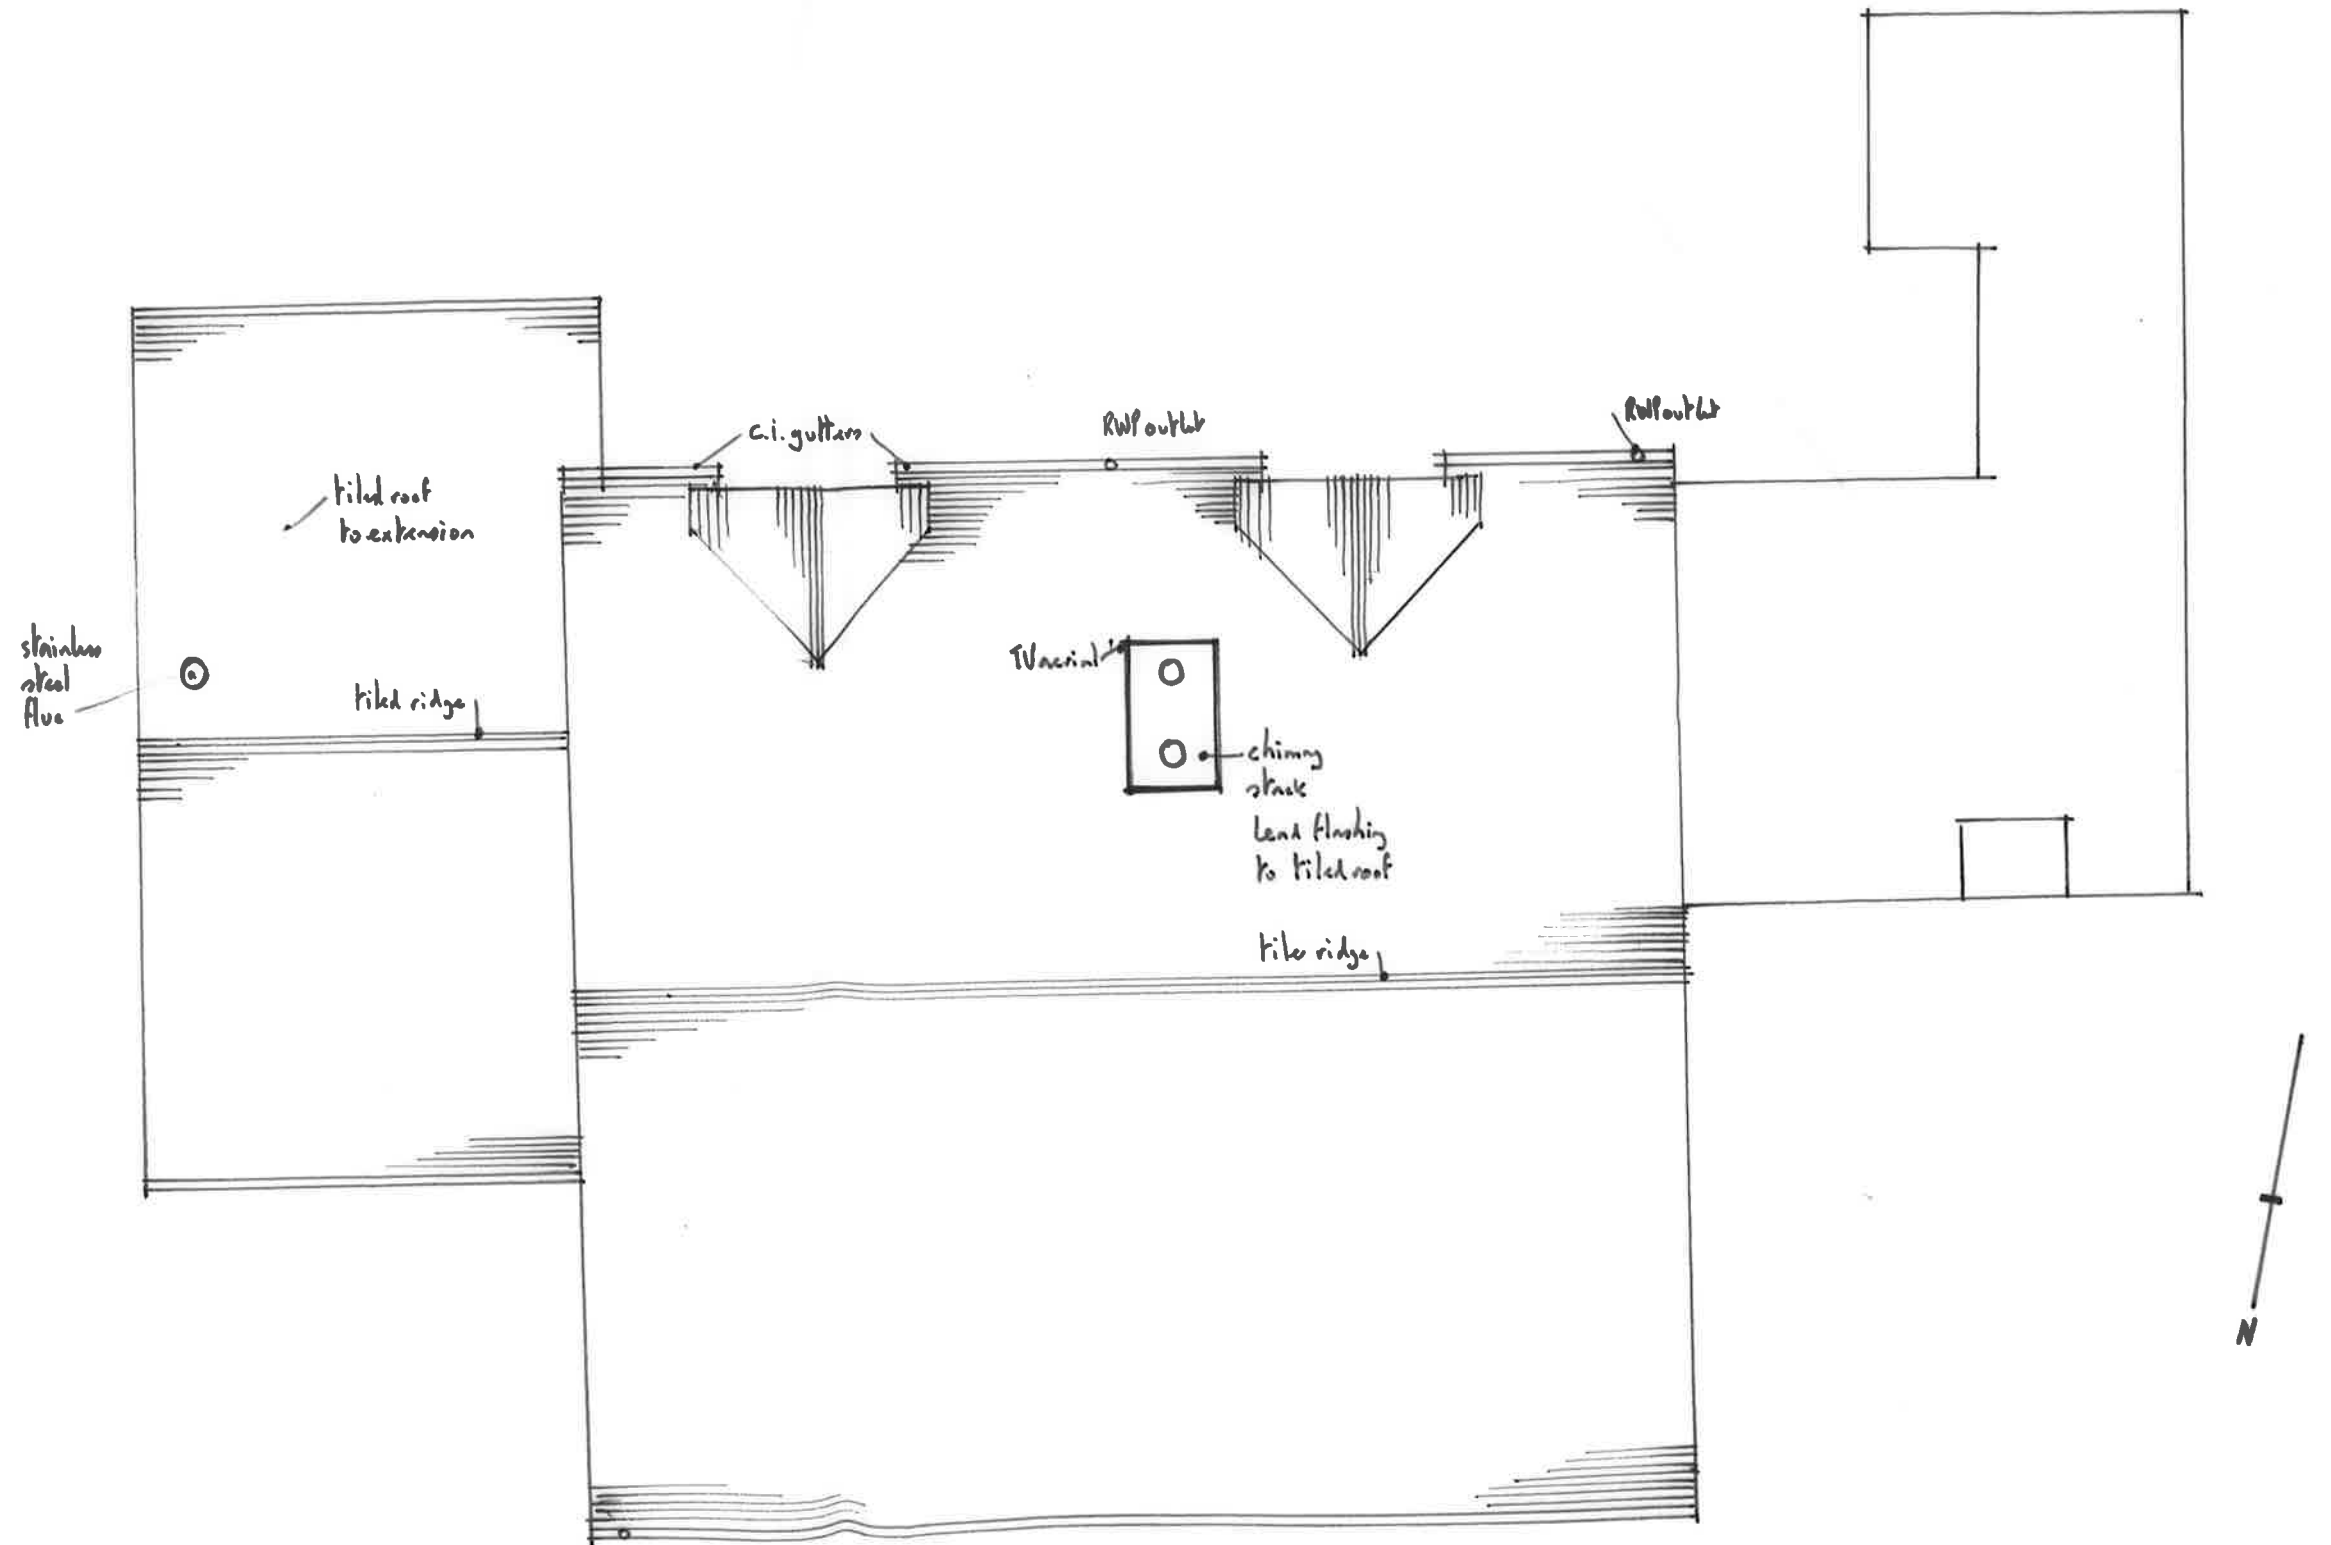 c.i. gutters
RWP outlet
RWP outlet
tiled roof
to extension
stainless
steel
flue
tiled ridge
TV aerial
chimny
stack
Lead flashing
to tiled roof
tile ridge
N